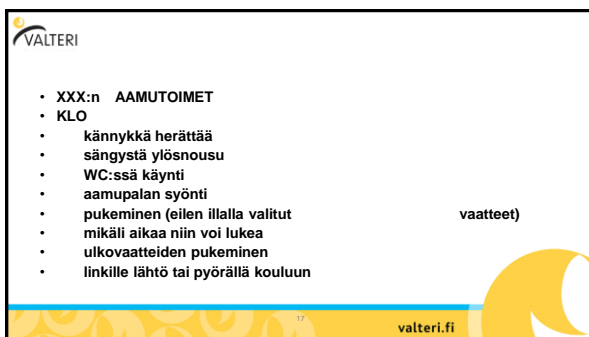 VALTERI
• XXX:n AAMUTOIMET
• KLO
• kännykkä herättää
• sängystä ylösnousu
• WC:ssä käynti
• aamupalan syönti
• pukeminen (eilen illalla valitut vaatteet)
• mikäli aikaa niin voi lukea
• ulkovaatteiden pukeminen
• linkille lähtö tai pyörällä kouluun
17
valteri.fi